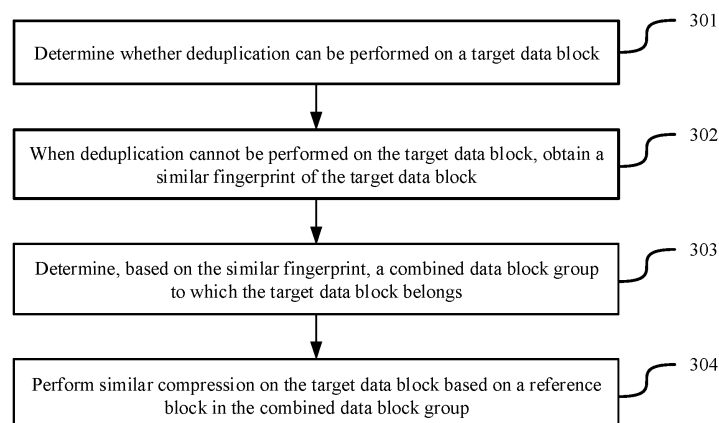 301
Determine whether deduplication can be performed on a target data block
302
When deduplication cannot be performed on the target data block, obtain a
similar fingerprint of the target data block
303
Determine, based on the similar fingerprint, a combined data block group
to which the target data block belongs
304
Perform similar compression on the target data block based on a reference
block in the combined data block group